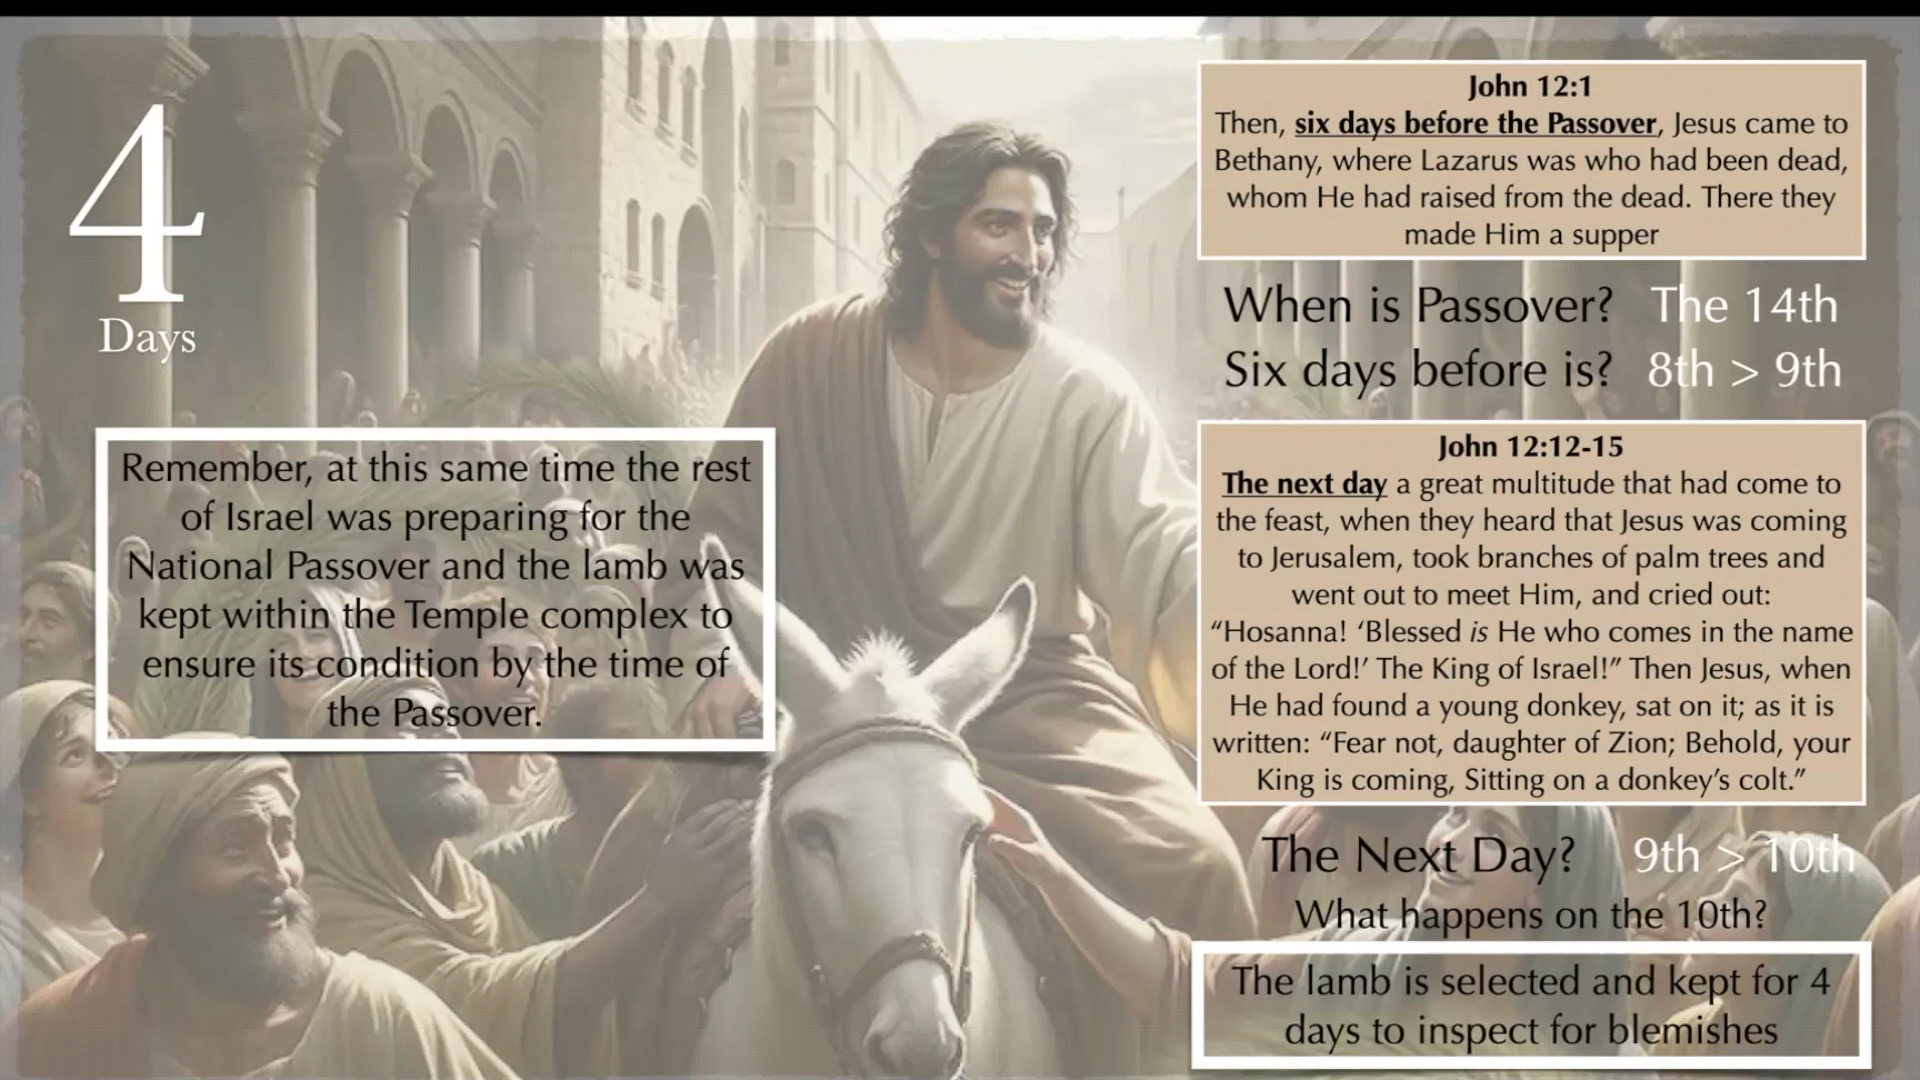 4
Days
Remember, at this same time the rest
of Israel was preparing for the
National Passover and the lamb was
kept within the Temple complex to
ensure its condition by the time of
the Passover.
John 12:1
Then, six days before the Passover, Jesus came to
Bethany, where Lazarus was who had been dead,
whom He had raised from the dead. There they
made Him a supper
When is Passover? The 14th
Six days before is? 8th > 9th
John 12:12-15
The next day a great multitude that had come to
the feast, when they heard that Jesus was coming
to Jerusalem, took branches of palm trees and
went out to meet Him, and cried out:
“Hosanna! ‘Blessed is He who comes in the name
of the Lord!’ The King of Israel!” Then Jesus, when
He had found a young donkey, sat on it; as it is
written: “Fear not, daughter of Zion; Behold, your
King is coming, Sitting on a donkey’s colt.”
The Next Day? 9th > 10th
What happens on the 10th?
The lamb is selected and kept for 4
days to inspect for blemishes